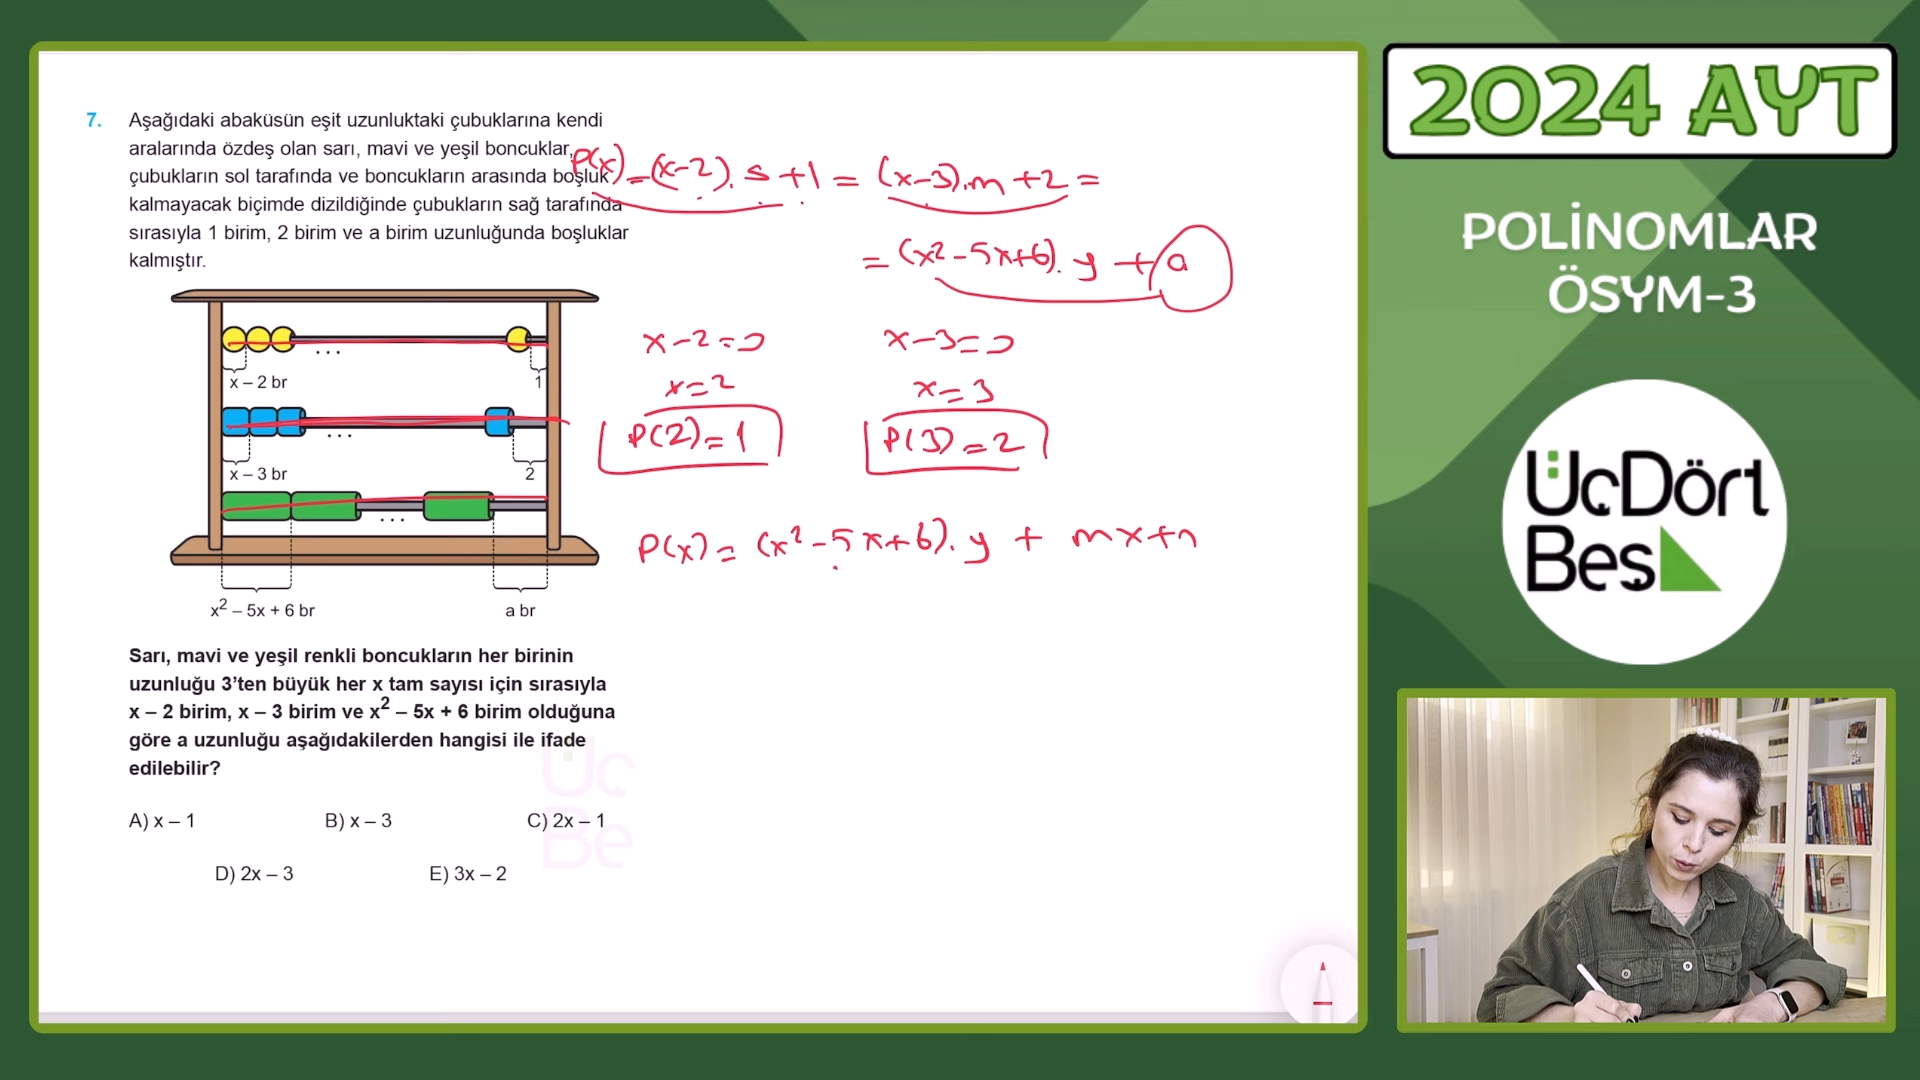 7. Aşağıdaki abaküsün eşit uzunluktaki çubuklarına kendi
aralarında özdeş olan sarı, mavi ve yeşil boncuklar,
çubukların sol tarafında ve boncukların arasında boşluk
kalmayacak biçimde dizildiğinde çubukların sağ tarafında
sırasıyla 1 birim, 2 birim ve a birim uzunluğunda boşluklar
kalmıştır.
P(x) = (x-2).s+1 = (x-3).m+2 =
= (x²-5x+6).y + a
x-2=0
x=2
P(2)=1
x-3=0
x=3
P(3)=2
P(x) = (x²-5x+6).y + mx+n
...
x – 2 br
1
...
x – 3 br
2
...
x² – 5x + 6 br
a br
Sarı, mavi ve yeşil renkli boncukların her birinin
uzunluğu 3’ten büyük her x tam sayısı için sırasıyla
x – 2 birim, x – 3 birim ve x² – 5x + 6 birim olduğuna
göre a uzunluğu aşağıdakilerden hangisi ile ifade
edilebilir?
A) x – 1 B) x – 3 C) 2x – 1
D) 2x – 3 E) 3x – 2
Üç
Be
2024 AYT
POLİNOMLAR
ÖSYM-3
ÜçDört
Beş